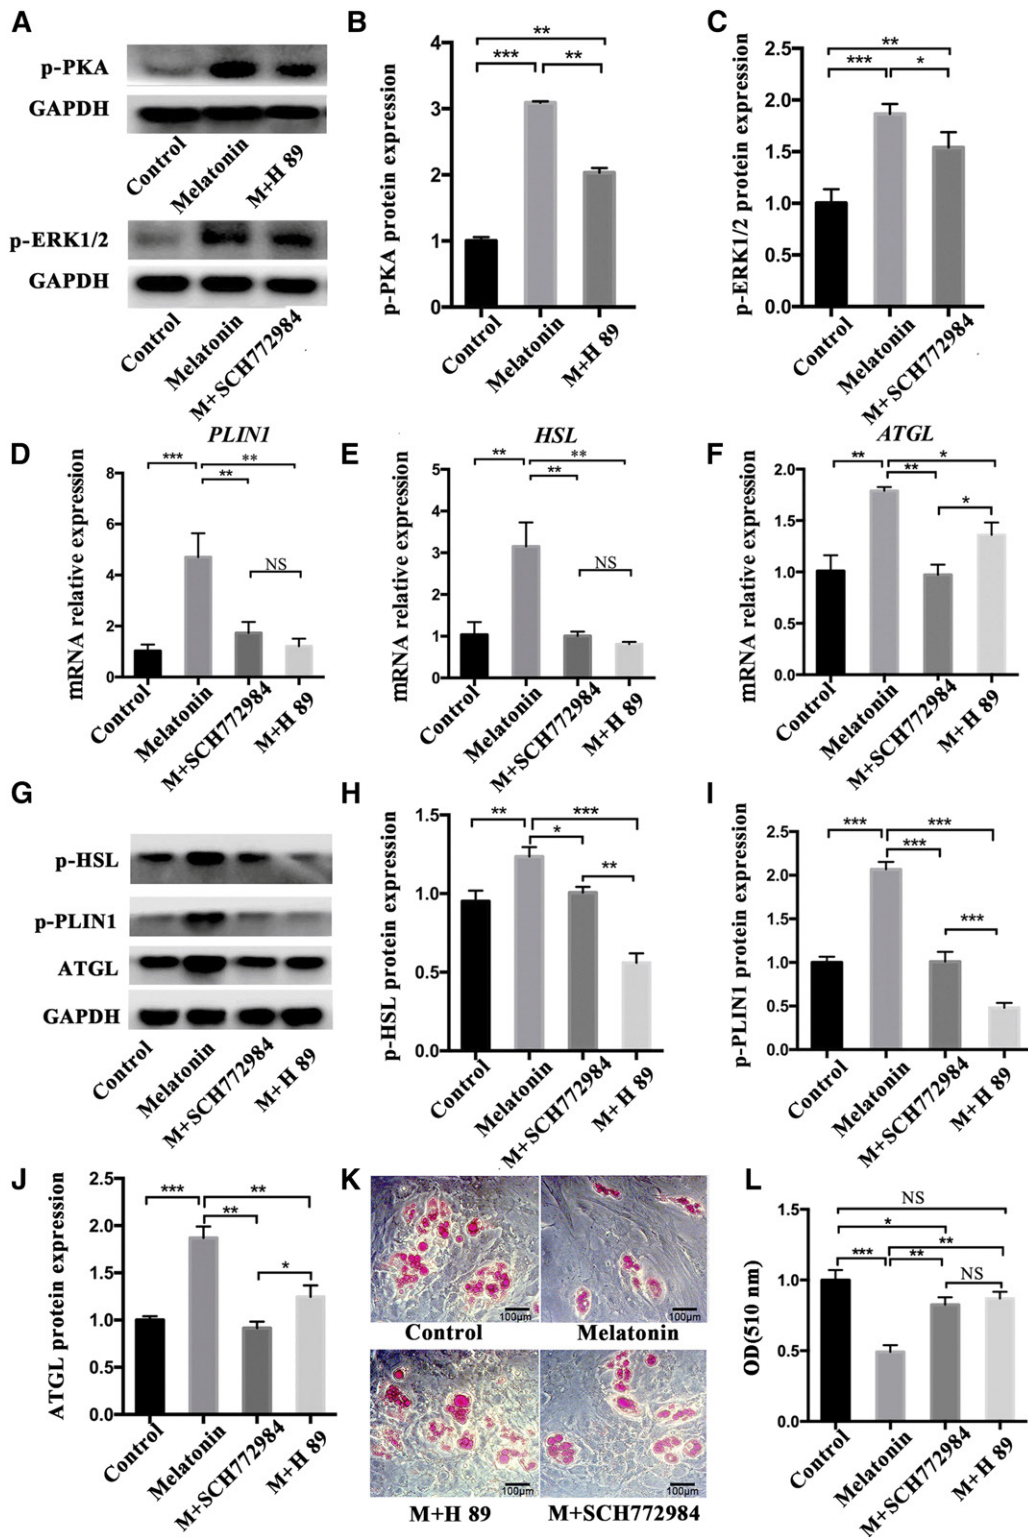 A
p-PKA
GAPDH
Control
Melatonin
M+H 89
p-ERK1/2
GAPDH
Control
Melatonin
M+SCH772984
B
p-PKA protein expression
4
3
2
1
0
**
***
**
Control
Melatonin
M+H 89
C
p-ERK1/2 protein expression
2.5
2.0
1.5
1.0
0.5
0.0
**
***
*
Control
Melatonin
M+SCH772984
D
PLIN1
mRNA relative expression
8
6
4
2
0
***
**
**
NS
Control
Melatonin
M+SCH772984
M+H 89
E
HSL
mRNA relative expression
5
4
3
2
1
0
**
**
**
NS
Control
Melatonin
M+SCH772984
M+H 89
F
ATGL
mRNA relative expression
2.0
1.5
1.0
0.5
0.0
**
*
**
*
Control
Melatonin
M+SCH772984
M+H 89
G
p-HSL
p-PLIN1
ATGL
GAPDH
Control
Melatonin
M+SCH772984
M+H 89
H
p-HSL protein expression
1.5
1.0
0.5
0.0
**
***
*
**
Control
Melatonin
M+SCH772984
M+H 89
I
p-PLIN1 protein expression
2.5
2.0
1.5
1.0
0.5
0.0
***
***
***
***
Control
Melatonin
M+SCH772984
M+H 89
J
ATGL protein expression
2.5
2.0
1.5
1.0
0.5
0.0
***
**
**
*
Control
Melatonin
M+SCH772984
M+H 89
K
100μm
100μm
Control
Melatonin
100μm
100μm
M+H 89
M+SCH772984
L
OD(510 nm)
1.5
1.0
0.5
0.0
NS
*
***
**
**
NS
Control
Melatonin
M+SCH772984
M+H 89